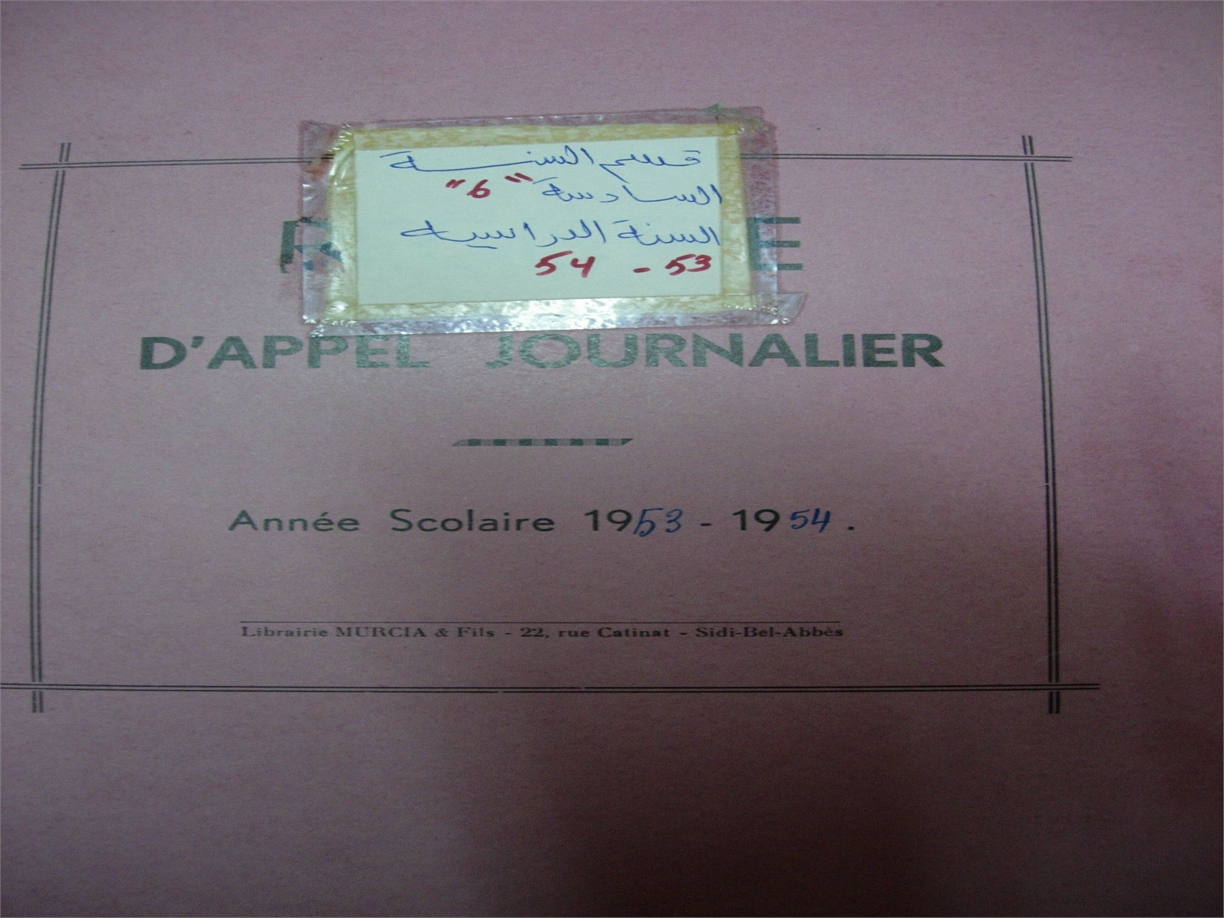 قسم السنة
السادسة "6"
السنة الدراسية
53 - 54
D'APPEL JOURNALIER
Année Scolaire 1953 - 1954.
Librairie MURCIA & Fils - 22, rue Catinat - Sidi-Bel-Abbès